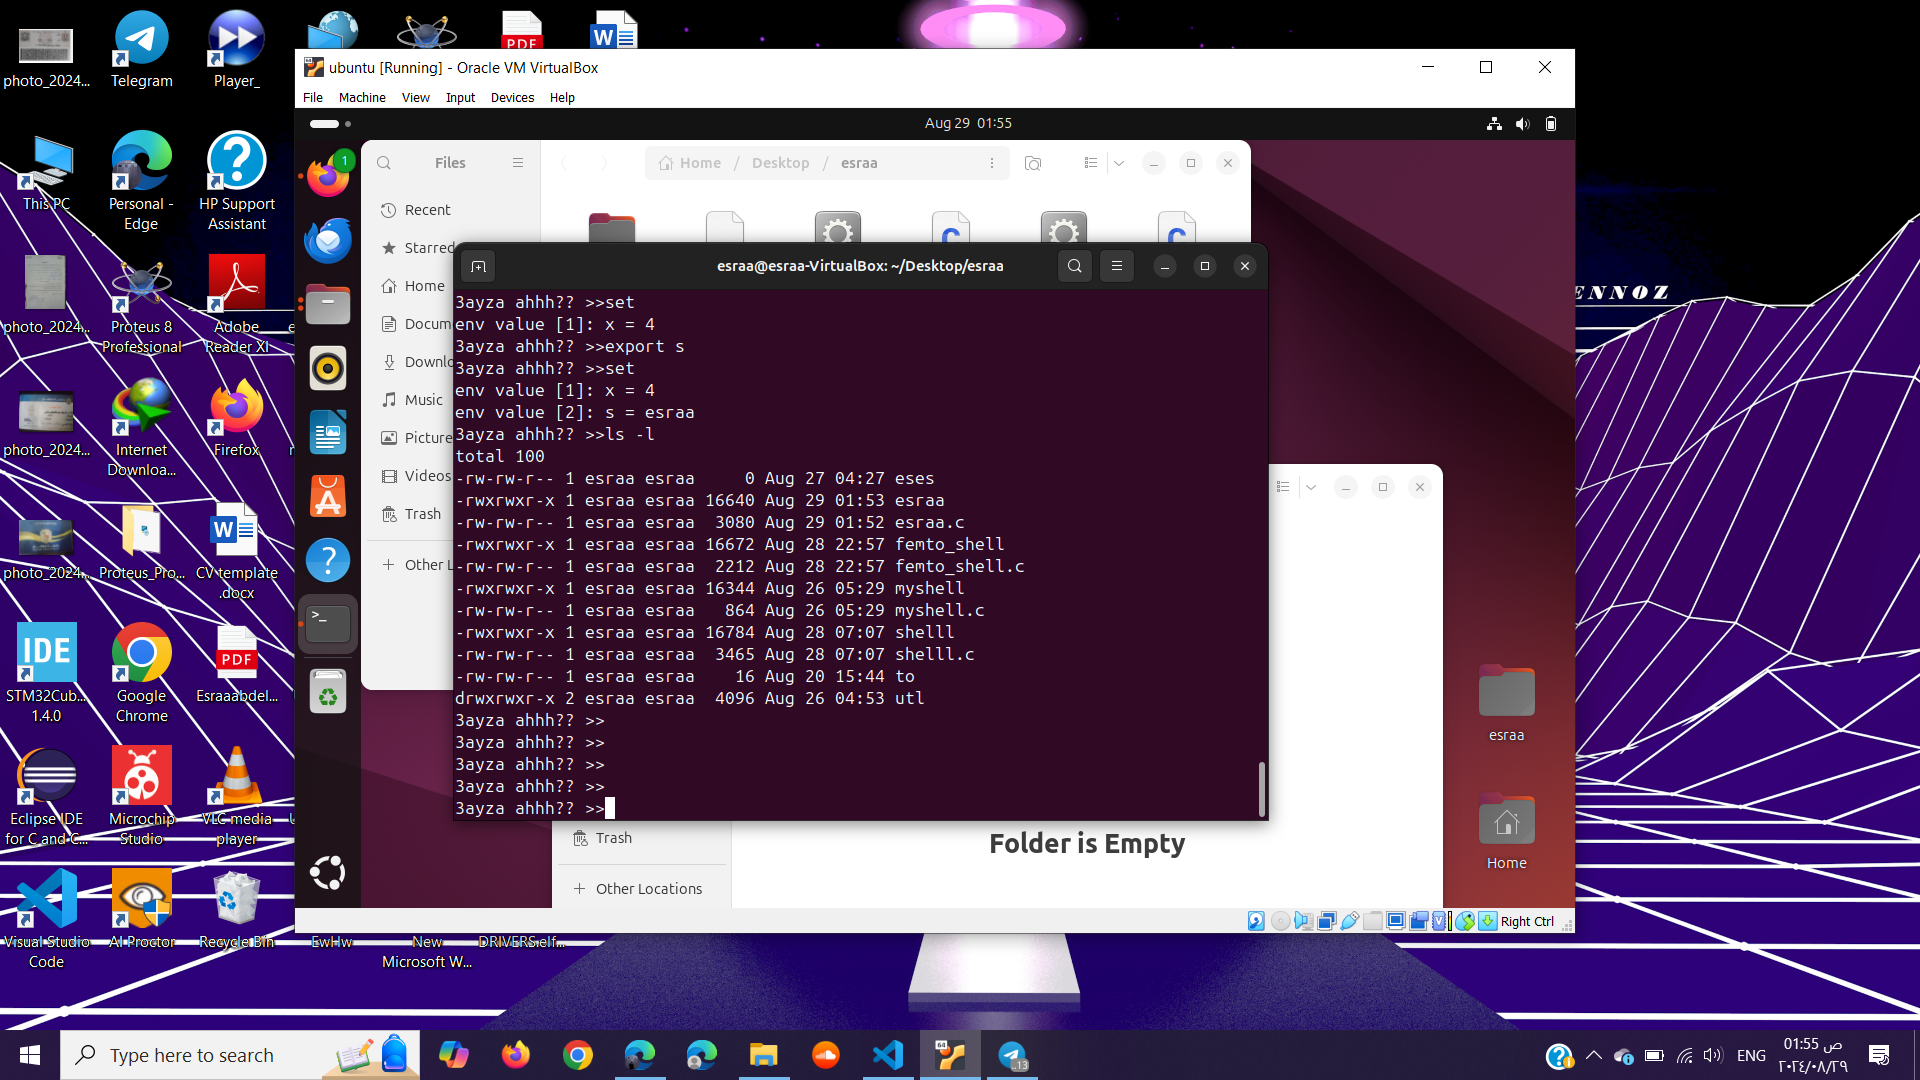 photo_2024...
Telegram
Player_
PDF
W
ubuntu [Running] - Oracle VM VirtualBox
File Machine View Input Devices Help
Aug 29 01:55
This PC
Personal - Edge
HP Support Assistant
1
Files
Home / Desktop / esraa
Recent
Starred
Home
Docum
Downlo
Music
Picture
Videos
Trash
Other L
C
C
photo_2024...
Proteus 8 Professional
Adobe Reader XI
photo_2024...
Internet Downloa...
Firefox
photo_2024...
Proteus_Pro...
CV template .docx
IDE
STM32Cub... 1.4.0
Google Chrome
PDF
Esraaabdel...
Eclipse IDE for C and C...
Microchip Studio
VLC media player
Visual Studio Code
AI Proctor
Recycle Bin
EwHw
New Microsoft W...
DRIVERS.elf...
ENNOZ
esraa@esraa-VirtualBox: ~/Desktop/esraa
3ayza ahhh?? >>set
env value [1]: x = 4
3ayza ahhh?? >>export s
3ayza ahhh?? >>set
env value [1]: x = 4
env value [2]: s = esraa
3ayza ahhh?? >>ls -l
total 100
-rw-rw-r-- 1 esraa esraa     0 Aug 27 04:27 eses
-rwxrwxr-x 1 esraa esraa 16640 Aug 29 01:53 esraa
-rw-rw-r-- 1 esraa esraa  3080 Aug 29 01:52 esraa.c
-rwxrwxr-x 1 esraa esraa 16672 Aug 28 22:57 femto_shell
-rw-rw-r-- 1 esraa esraa  2212 Aug 28 22:57 femto_shell.c
-rwxrwxr-x 1 esraa esraa 16344 Aug 26 05:29 myshell
-rw-rw-r-- 1 esraa esraa   864 Aug 26 05:29 myshell.c
-rwxrwxr-x 1 esraa esraa 16784 Aug 28 07:07 shelll
-rw-rw-r-- 1 esraa esraa  3465 Aug 28 07:07 shelll.c
-rw-rw-r-- 1 esraa esraa    16 Aug 20 15:44 to
drwxrwxr-x 2 esraa esraa  4096 Aug 26 04:53 utl
3ayza ahhh?? >>
3ayza ahhh?? >>
3ayza ahhh?? >>
3ayza ahhh?? >>
3ayza ahhh?? >>
Trash
Other Locations
Folder is Empty
esraa
Home
Right Ctrl
Type here to search
64
13
ENG
01:55 ص
٢٠٢٤/٠٨/٢٩